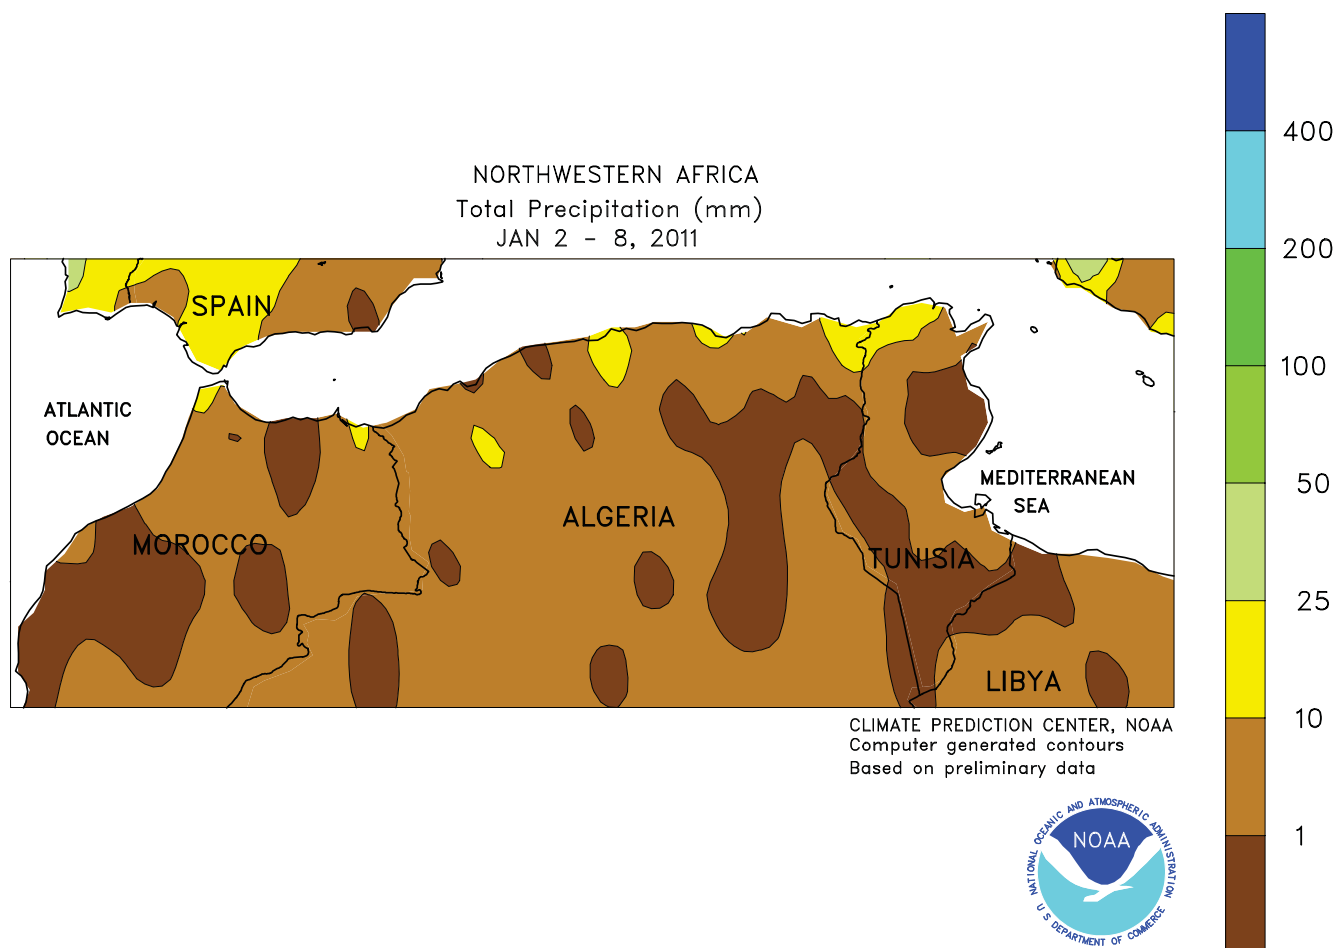 NORTHWESTERN AFRICA
Total Precipitation (mm)
JAN 2 - 8, 2011
SPAIN
ATLANTIC
OCEAN
MEDITERRANEAN
SEA
MOROCCO
ALGERIA
TUNISIA
LIBYA
CLIMATE PREDICTION CENTER, NOAA
Computer generated contours
Based on preliminary data
400
200
100
50
25
10
1
NATIONAL OCEANIC AND ATMOSPHERIC ADMINISTRATION
NOAA
U S DEPARTMENT OF COMMERCE